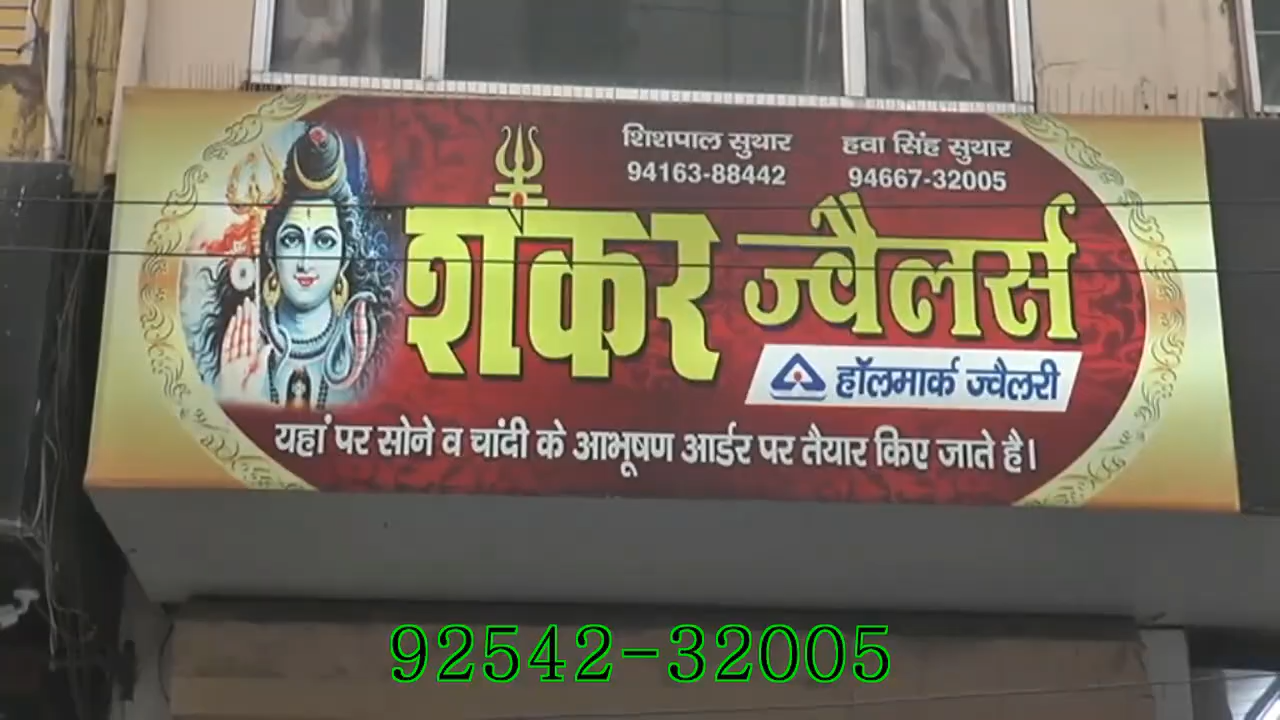 शिशपाल सुथार
94163-88442
हवा सिंह सुथार
94667-32005
शंकर ज्वैलर्स
हॉलमार्क ज्वैलरी
यहां पर सोने व चांदी के आभूषण आर्डर पर तैयार किए जाते है।
92542-32005